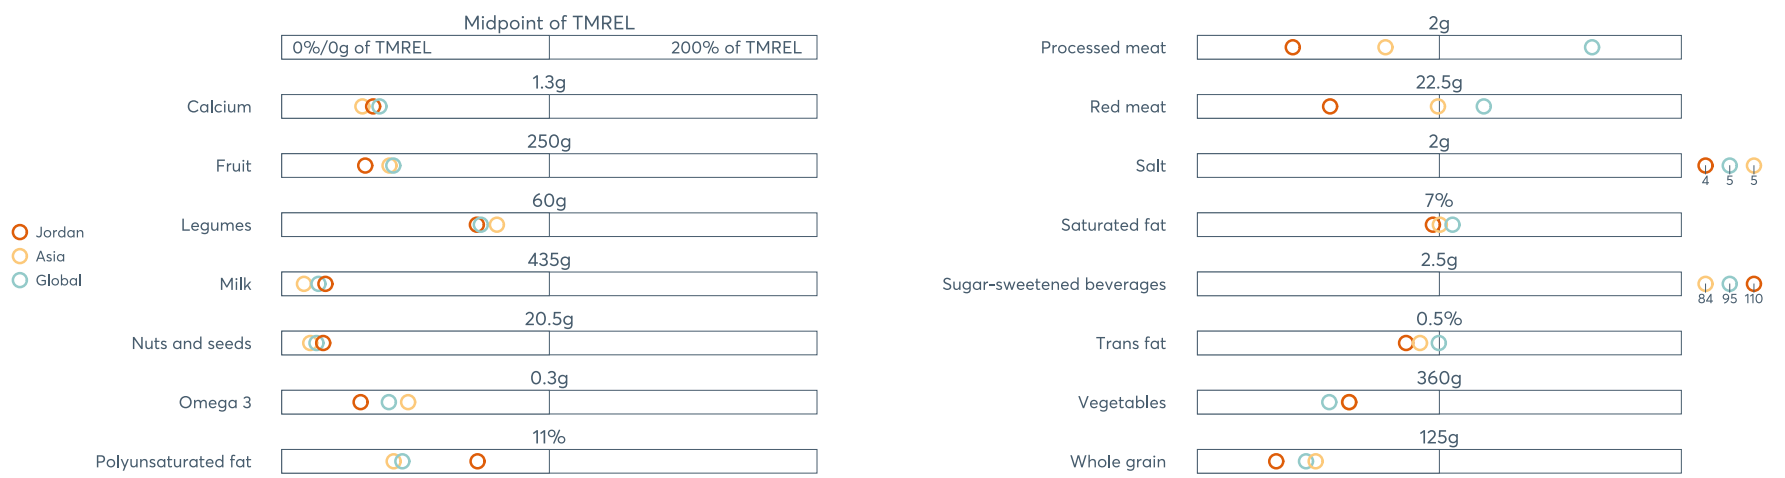 Midpoint of TMREL
0%/0g of TMREL 200% of TMREL
Calcium 1.3g
Fruit 250g
Legumes 60g
Milk 435g
Nuts and seeds 20.5g
Omega 3 0.3g
Polyunsaturated fat 11%
Jordan
Asia
Global
Processed meat 2g
Red meat 22.5g
Salt 2g
4 5 5
Saturated fat 7%
Sugar-sweetened beverages 2.5g
84 95 110
Trans fat 0.5%
Vegetables 360g
Whole grain 125g